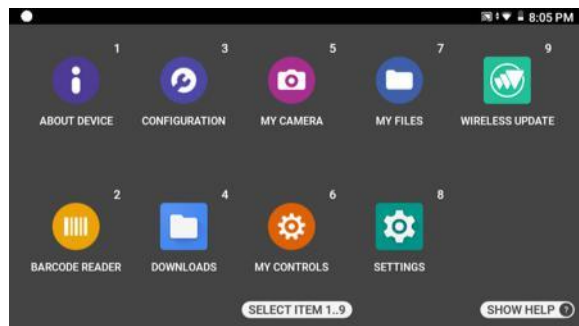 8:05 PM
1 3 5 7 9
ABOUT DEVICE CONFIGURATION MY CAMERA MY FILES WIRELESS UPDATE
2 4 6 8
BARCODE READER DOWNLOADS MY CONTROLS SETTINGS
SELECT ITEM 1..9 SHOW HELP ?